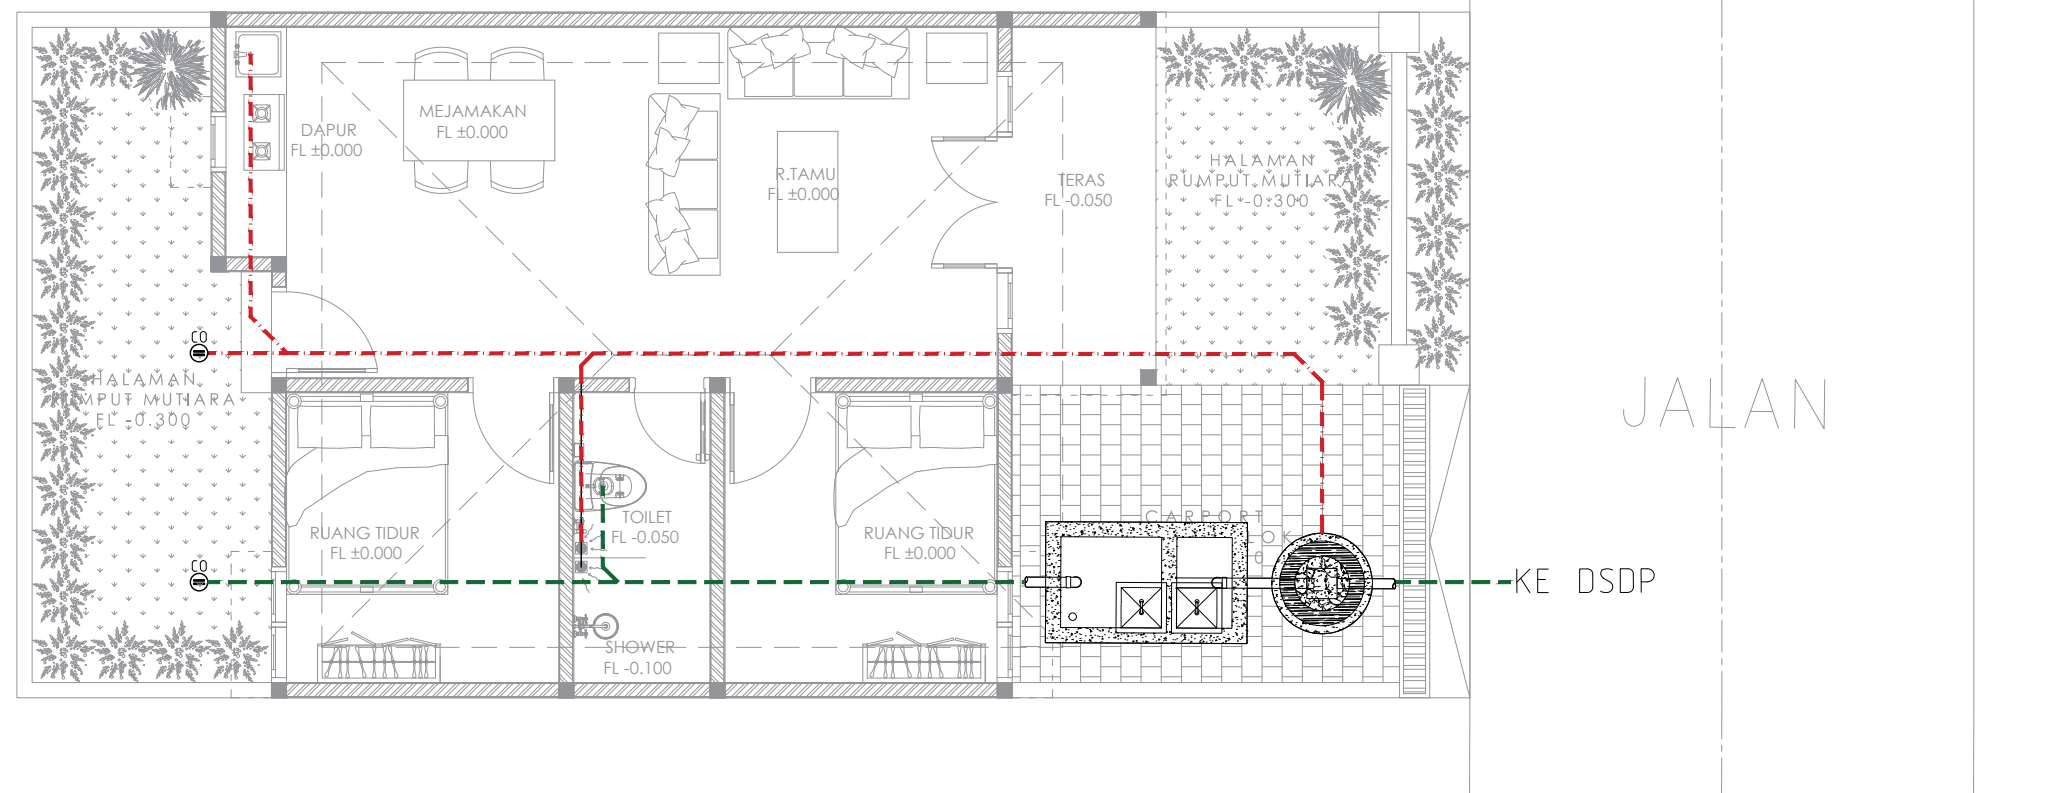 MEJAMAKAN
FL ±0.000
DAPUR
FL ±0.000
R.TAMU
FL ±0.000
TERAS
FL -0.050
HALAMAN
RUMPUT MUTIARA
FL -0.300
CO
HALAMAN
RUMPUT MUTIARA
FL -0.300
JALAN
RUANG TIDUR
FL ±0.000
TOILET
FL -0.050
RUANG TIDUR
FL ±0.000
CARPORT
CO
KE DSDP
SHOWER
FL -0.100